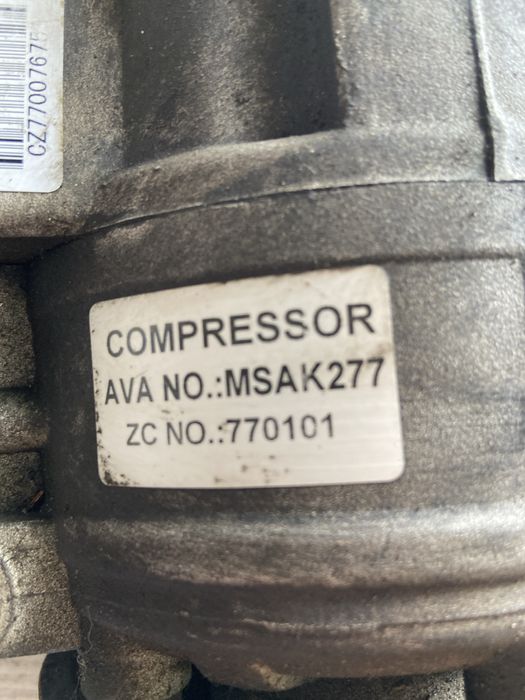 COMPRESSOR
AVA NO.:MSAK277
ZC NO.:770101